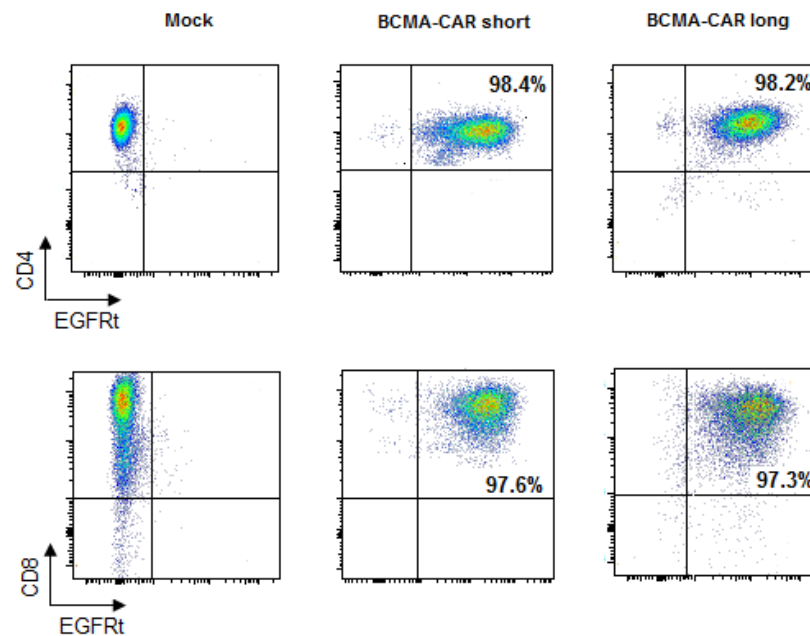 Mock
BCMA-CAR short
BCMA-CAR long
98.4%
98.2%
CD4
EGFRt
97.6%
97.3%
CD8
EGFRt